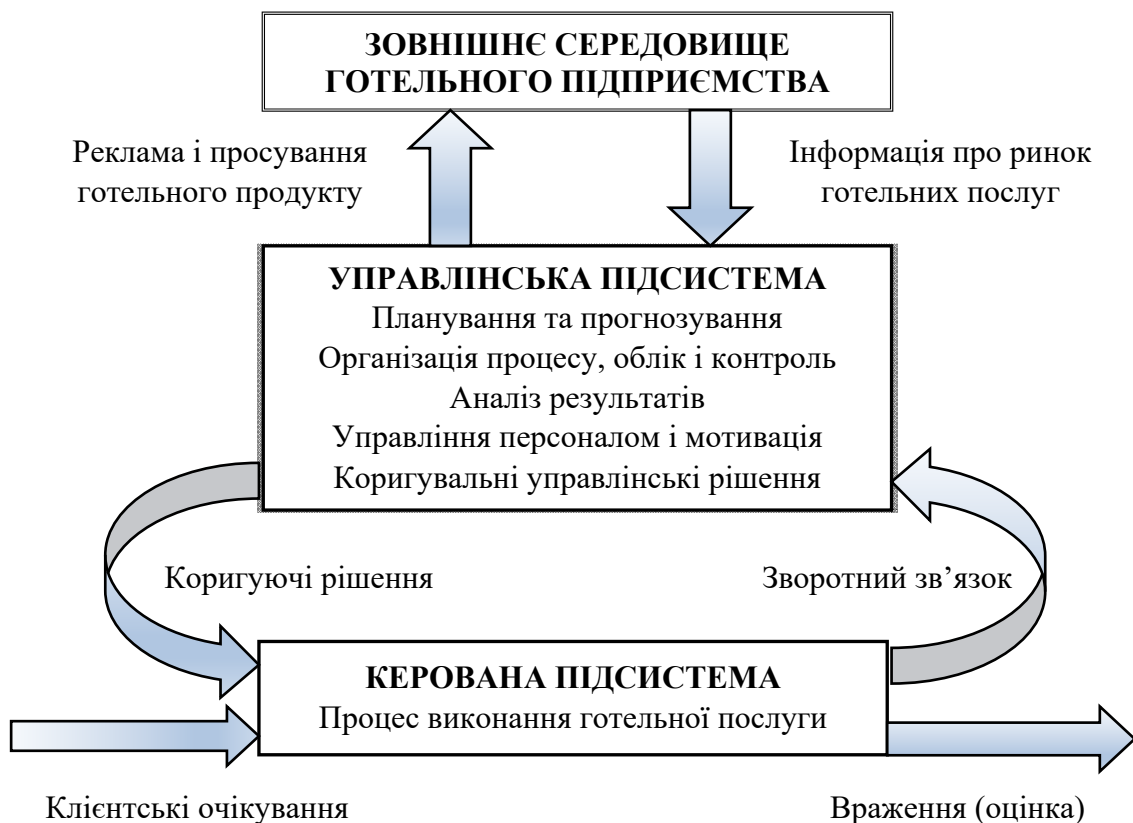 ЗОВНІШНЄ СЕРЕДОВИЩЕ
ГОТЕЛЬНОГО ПІДПРИЄМСТВА
Реклама і просування
готельного продукту
Інформація про ринок
готельних послуг
УПРАВЛІНСЬКА ПІДСИСТЕМА
Планування та прогнозування
Організація процесу, облік і контроль
Аналіз результатів
Управління персоналом і мотивація
Коригувальні управлінські рішення
Коригуючі рішення
Зворотний зв’язок
КЕРОВАНА ПІДСИСТЕМА
Процес виконання готельної послуги
Клієнтські очікування
Враження (оцінка)